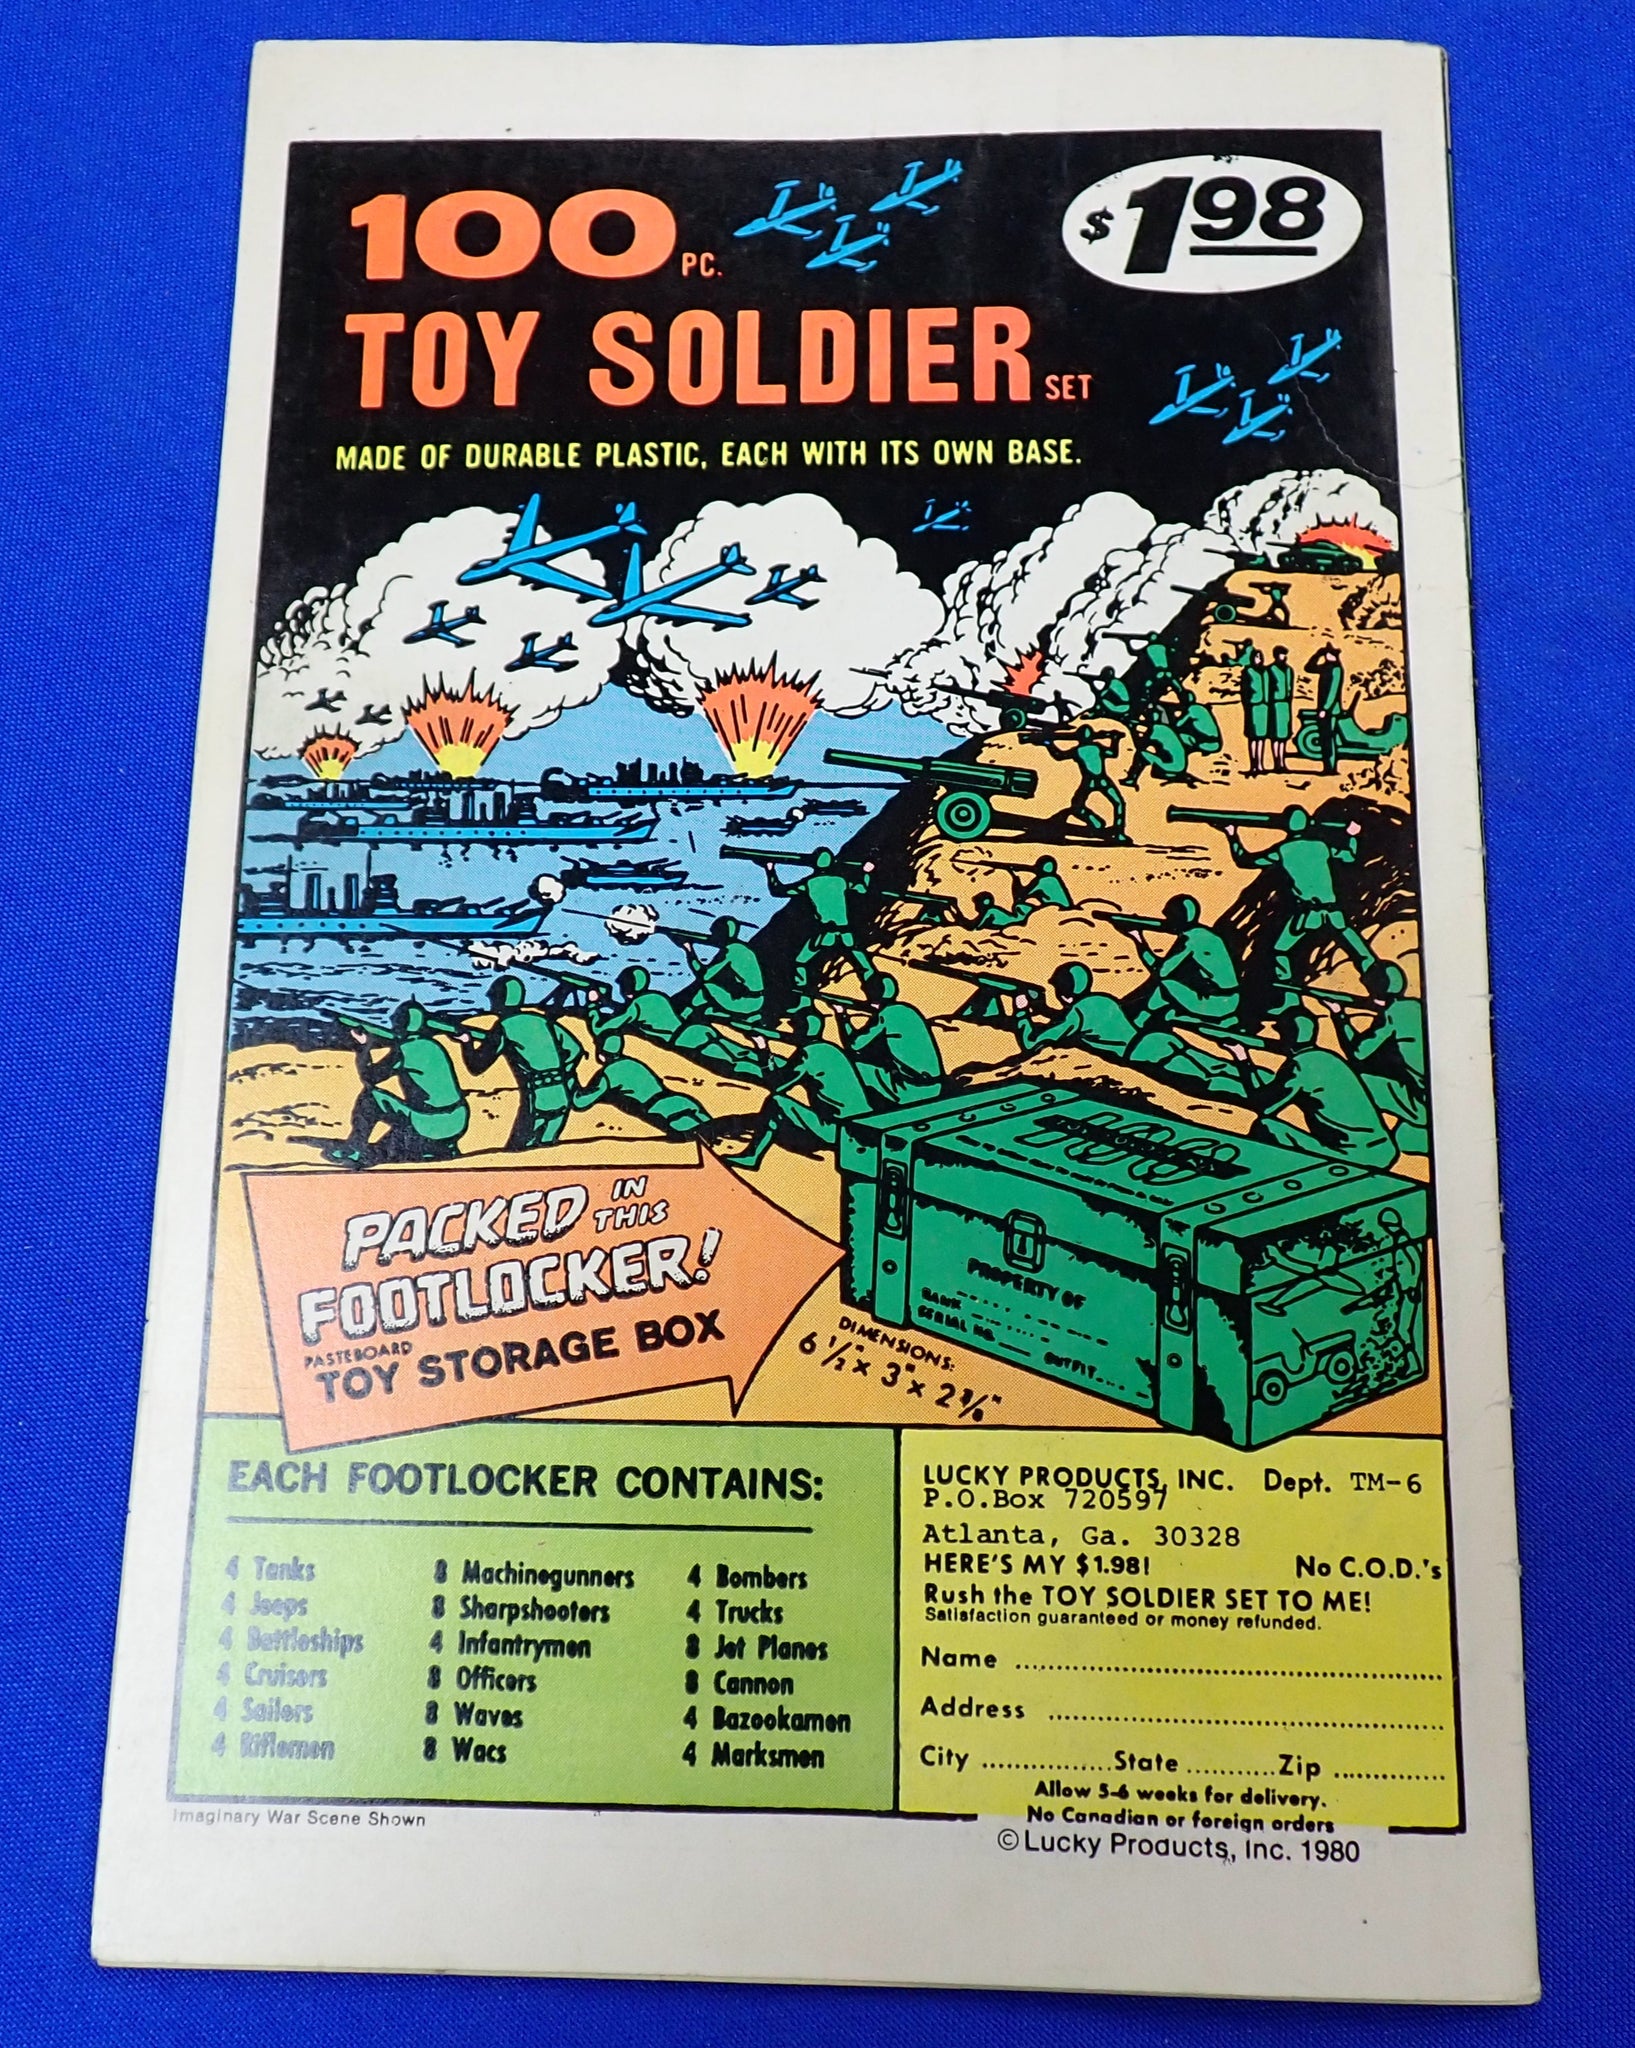 $1.98
100 PC.
TOY SOLDIER SET
MADE OF DURABLE PLASTIC, EACH WITH ITS OWN BASE.
PACKED IN THIS
FOOTLOCKER!
PASTEBOARD
TOY STORAGE BOX
100
PROPERTY OF
RANK
SERIAL NO.
OUTFIT
DIMENSIONS:
6 1/2" x 3" x 2
EACH FOOTLOCKER CONTAINS:
4 Tanks
4 Jeeps
4 Battleships
4 Cruisers
4 Sailors
4 Riflemen
8 Machinegunners
8 Sharpshooters
4 Infantrymen
8 Officers
8 Waves
8 Wacs
4 Bombers
4 Trucks
8 Jet Planes
8 Cannon
4 Bazookamen
4 Marksmen
LUCKY PRODUCTS, INC. Dept. TM-6
P.O.Box 720597
Atlanta, Ga. 30328
HERE'S MY $1.98! No C.O.D.'s
Rush the TOY SOLDIER SET TO ME!
Satisfaction guaranteed or money refunded.
Name
Address
City State Zip
Allow 5-6 weeks for delivery.
No Canadian or foreign orders
Imaginary War Scene Shown
© Lucky Products, Inc. 1980